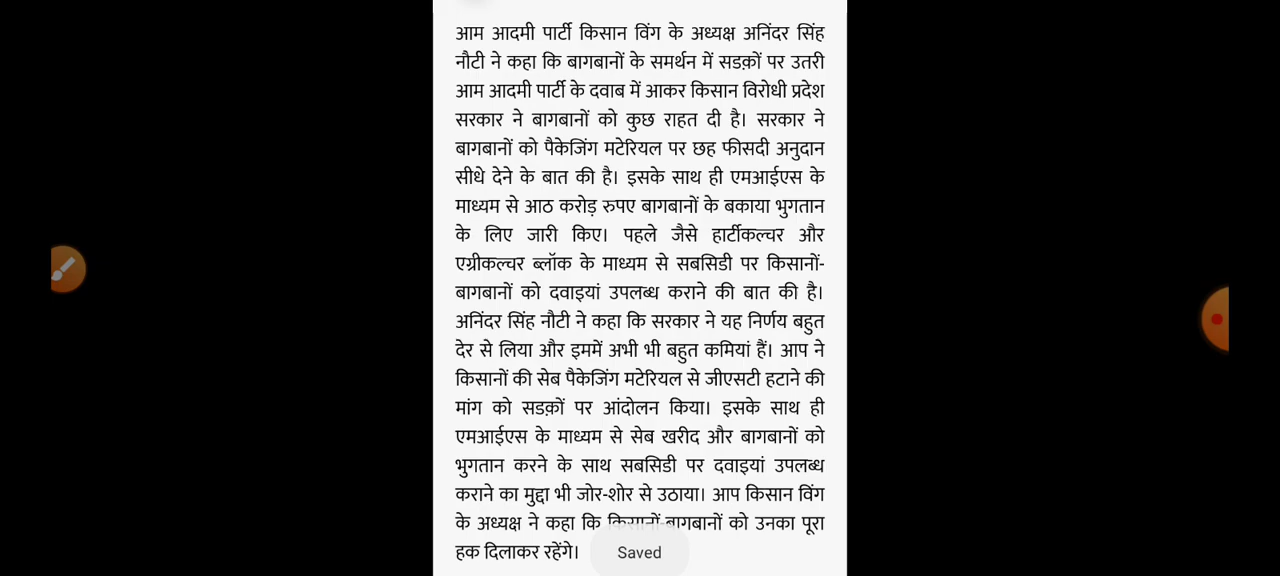 आम आदमी पार्टी किसान विंग के अध्यक्ष अनिंदर सिंह
नौटी ने कहा कि बागबानों के समर्थन में सडक़ों पर उतरी
आम आदमी पार्टी के दवाब में आकर किसान विरोधी प्रदेश
सरकार ने बागबानों को कुछ राहत दी है। सरकार ने
बागबानों को पैकेजिंग मटेरियल पर छह फीसदी अनुदान
सीधे देने के बात की है। इसके साथ ही एमआईएस के
माध्यम से आठ करोड़ रुपए बागबानों के बकाया भुगतान
के लिए जारी किए। पहले जैसे हार्टीकल्चर और
एग्रीकल्चर ब्लॉक के माध्यम से सबसिडी पर किसानों-
बागबानों को दवाइयां उपलब्ध कराने की बात की है।
अनिंदर सिंह नौटी ने कहा कि सरकार ने यह निर्णय बहुत
देर से लिया और इममें अभी भी बहुत कमियां हैं। आप ने
किसानों की सेब पैकेजिंग मटेरियल से जीएसटी हटाने की
मांग को सडक़ों पर आंदोलन किया। इसके साथ ही
एमआईएस के माध्यम से सेब खरीद और बागबानों को
भुगतान करने के साथ सबसिडी पर दवाइयां उपलब्ध
कराने का मुद्दा भी जोर-शोर से उठाया। आप किसान विंग
के अध्यक्ष ने कहा कि किसानों-बागबानों को उनका पूरा
हक दिलाकर रहेंगे।
Saved